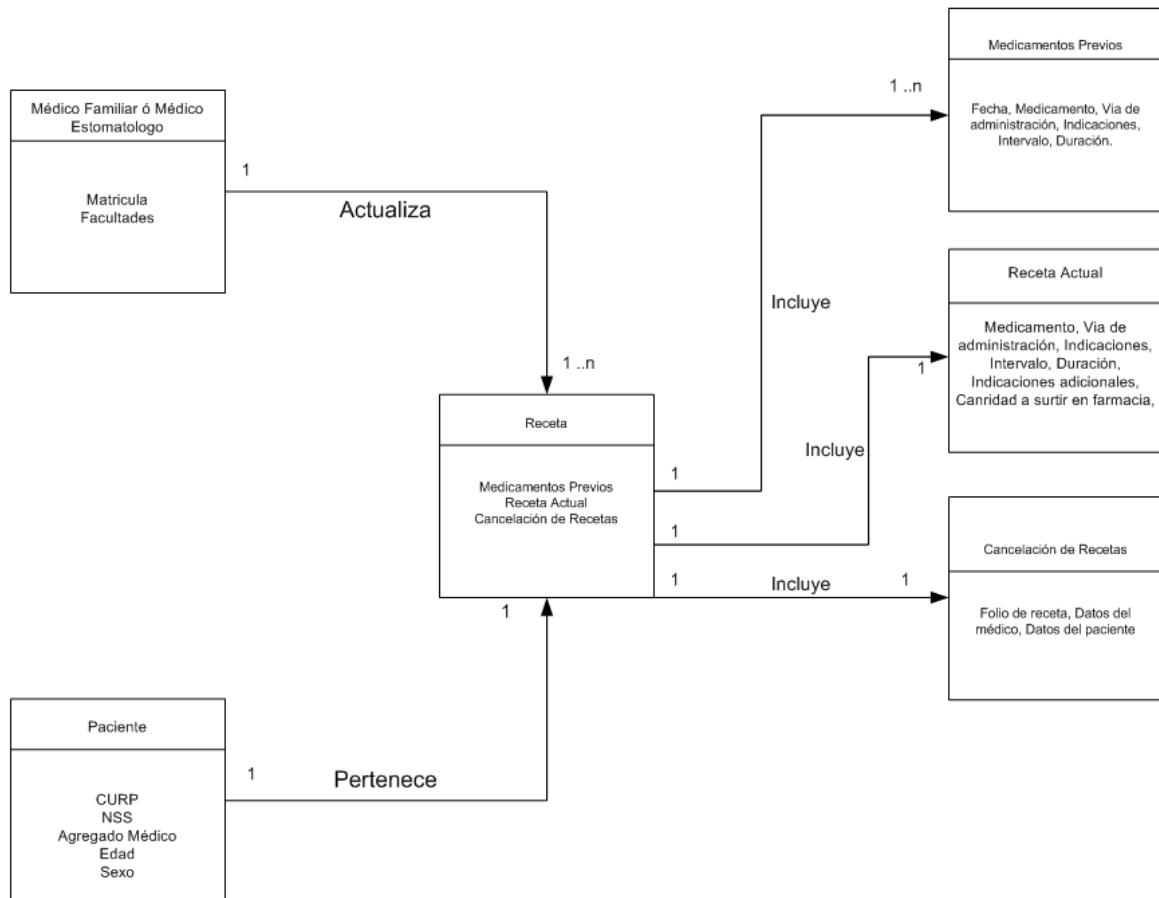 Médico Familiar ó Médico
Estomatologo
Matricula
Facultades
1
Actualiza
1 ..n
Medicamentos Previos
Fecha, Medicamento, Via de
administración, Indicaciones,
Intervalo, Duración.
1 ..n
Incluye
Receta Actual
Medicamento, Via de
administración, Indicaciones,
Intervalo, Duración,
Indicaciones adicionales,
Canridad a surtir en farmacia,
1
Incluye
Receta
Medicamentos Previos
Receta Actual
Cancelación de Recetas
1
1
1
Incluye
1
Cancelación de Recetas
Folio de receta, Datos del
médico, Datos del paciente
1
Paciente
CURP
NSS
Agregado Médico
Edad
Sexo
1
Pertenece